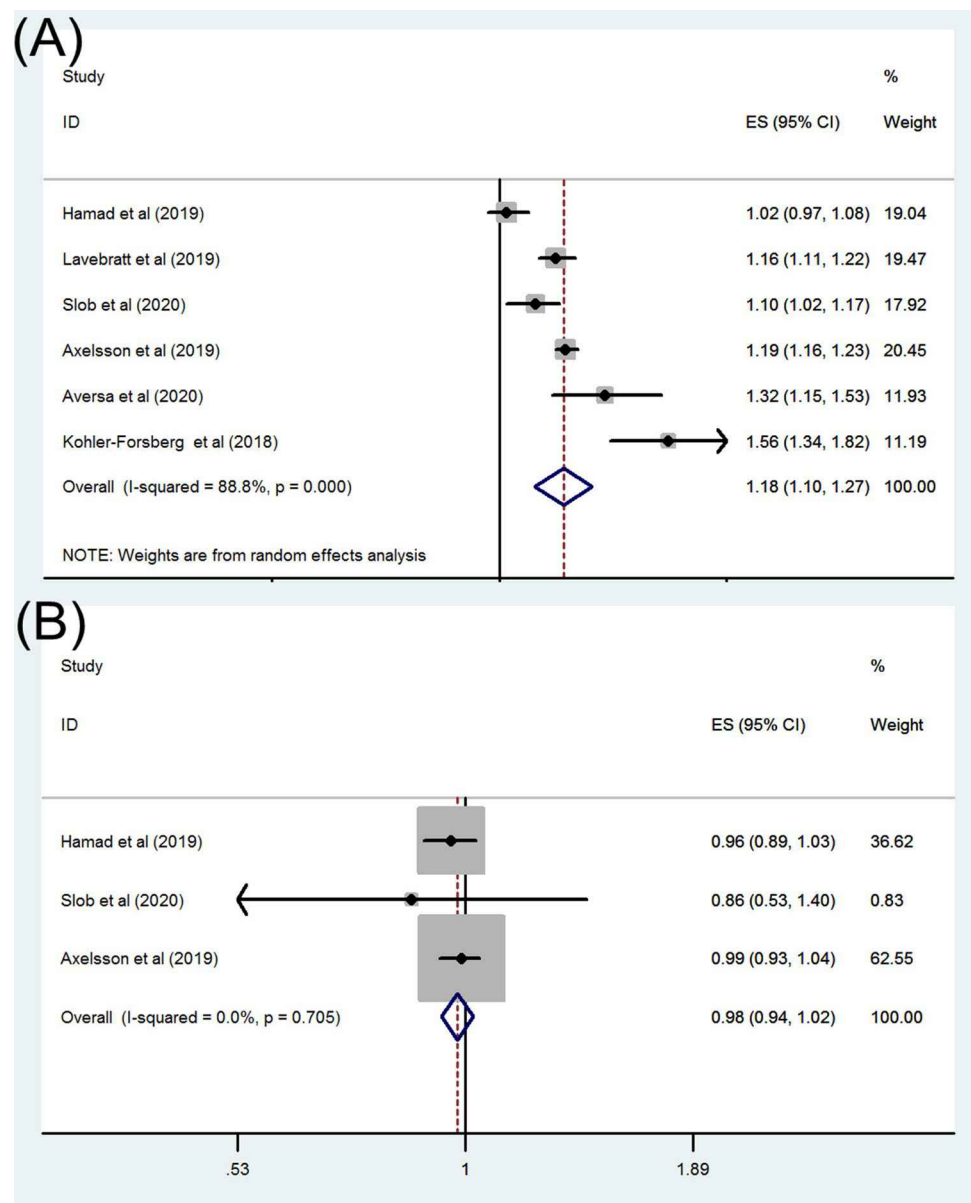 (A)
Study %
ID ES (95% CI) Weight
Hamad et al (2019) 1.02 (0.97, 1.08) 19.04
Lavebratt et al (2019) 1.16 (1.11, 1.22) 19.47
Slob et al (2020) 1.10 (1.02, 1.17) 17.92
Axelsson et al (2019) 1.19 (1.16, 1.23) 20.45
Aversa et al (2020) 1.32 (1.15, 1.53) 11.93
Kohler-Forsberg et al (2018) 1.56 (1.34, 1.82) 11.19
Overall (I-squared = 88.8%, p = 0.000) 1.18 (1.10, 1.27) 100.00
NOTE: Weights are from random effects analysis
(B)
Study %
ID ES (95% CI) Weight
Hamad et al (2019) 0.96 (0.89, 1.03) 36.62
Slob et al (2020) 0.86 (0.53, 1.40) 0.83
Axelsson et al (2019) 0.99 (0.93, 1.04) 62.55
Overall (I-squared = 0.0%, p = 0.705) 0.98 (0.94, 1.02) 100.00
.53 1 1.89